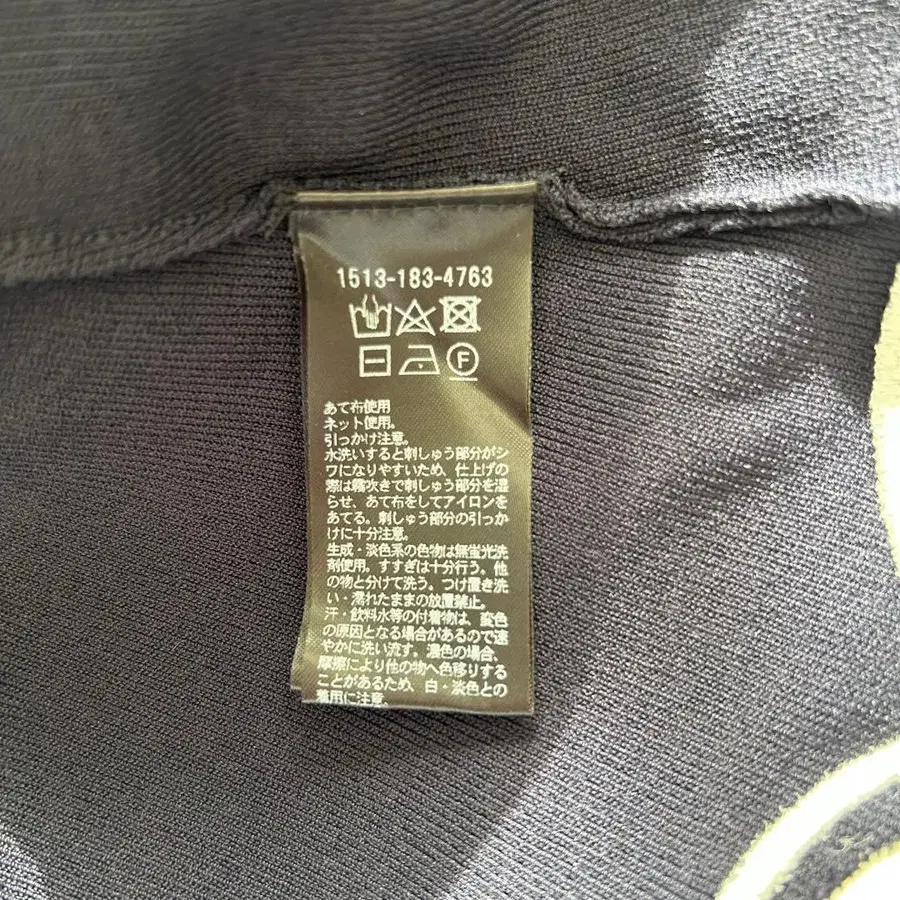 1513-183-4763
F
あて布使用
ネット使用。
引っかけ注意。
水洗いすると刺しゅう部分がシ
ワになりやすいため、仕上げの
際は霧吹きで刺しゅう部分を湿
らせ、あて布をしてアイロンを
あてる。刺しゅう部分の引っか
けに十分注意。
生成・淡色系の色物は無蛍光洗
剤使用。すすぎは十分行う。他
の物と分けて洗う。つけ置き洗
い・濡れたままの放置禁止。
汗・飲料水等の付着物は、変色
の原因となる場合があるので速
やかに洗い流す。濃色の場合、
摩擦により他の物へ色移りする
ことがあるため、白・淡色との
着用に注意。